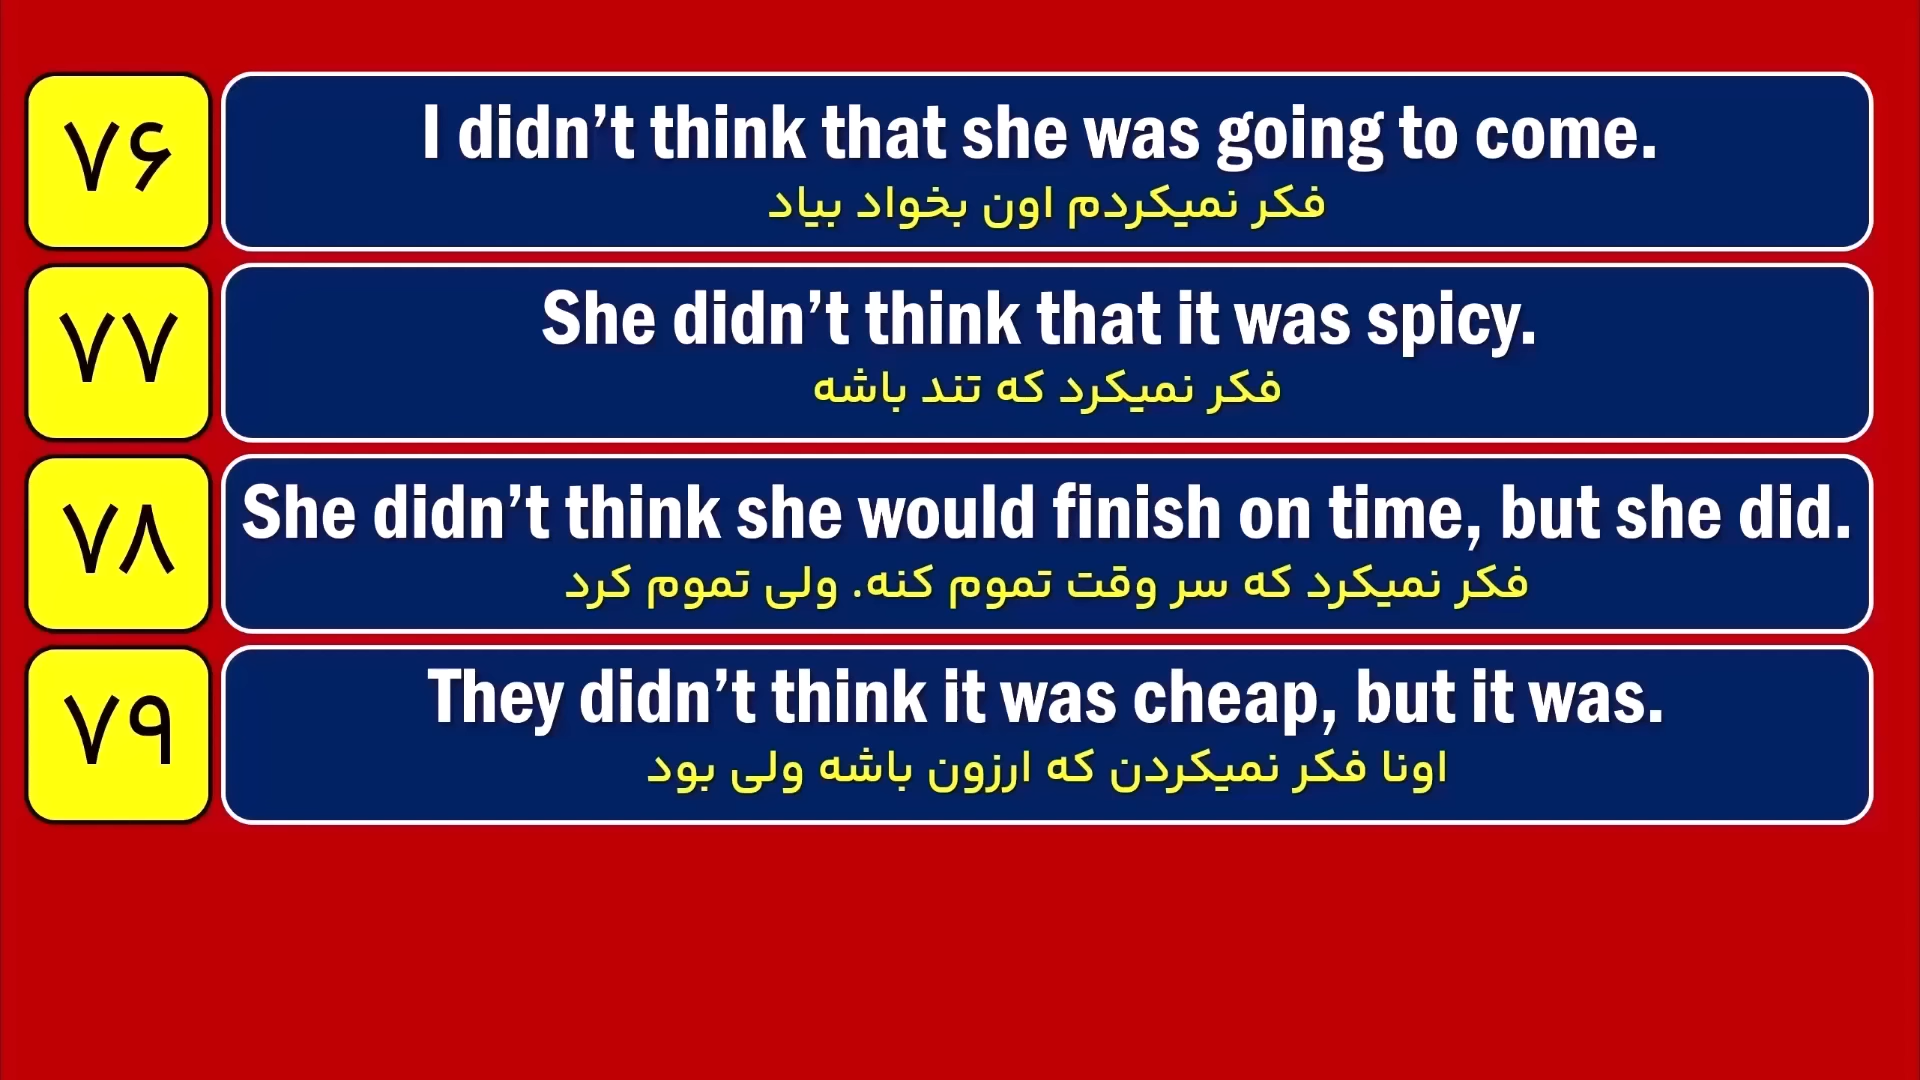 ۷۶
I didn’t think that she was going to come.
فکر نمیکردم اون بخواد بیاد
۷۷
She didn’t think that it was spicy.
فکر نمیکرد که تند باشه
۷۸
She didn’t think she would finish on time, but she did.
فکر نمیکرد که سر وقت تموم کنه. ولی تموم کرد
۷۹
They didn’t think it was cheap, but it was.
اونا فکر نمیکردن که ارزون باشه ولی بود